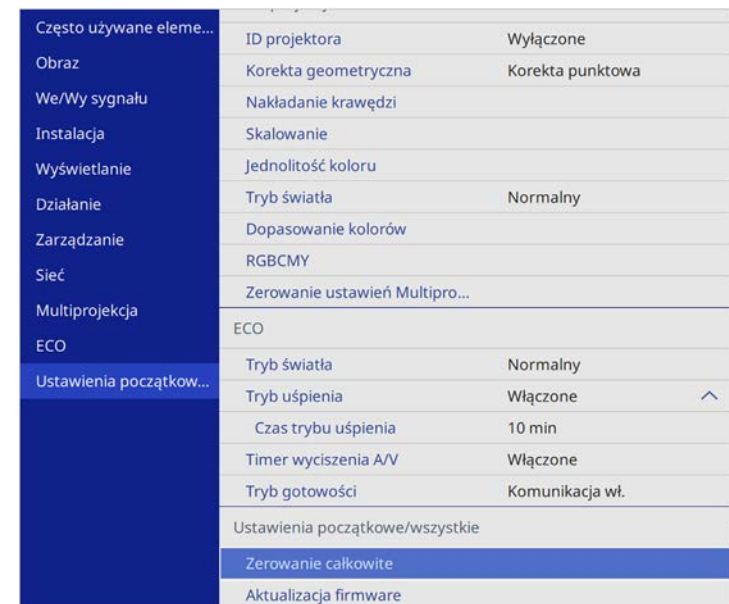 Często używane eleme...
Obraz
We/Wy sygnału
Instalacja
Wyświetlanie
Działanie
Zarządzanie
Sieć
Multiprojekcja
ECO
Ustawienia początkow...
ID projektora Wyłączone
Korekta geometryczna Korekta punktowa
Nakładanie krawędzi
Skalowanie
Jednolitość koloru
Tryb światła Normalny
Dopasowanie kolorów
RGBCMY
Zerowanie ustawień Multipro...
ECO
Tryb światła Normalny
Tryb uśpienia Włączone
Czas trybu uśpienia 10 min
Timer wyciszenia A/V Włączone
Tryb gotowości Komunikacja wł.
Ustawienia początkowe/wszystkie
Zerowanie całkowite
Aktualizacja firmware